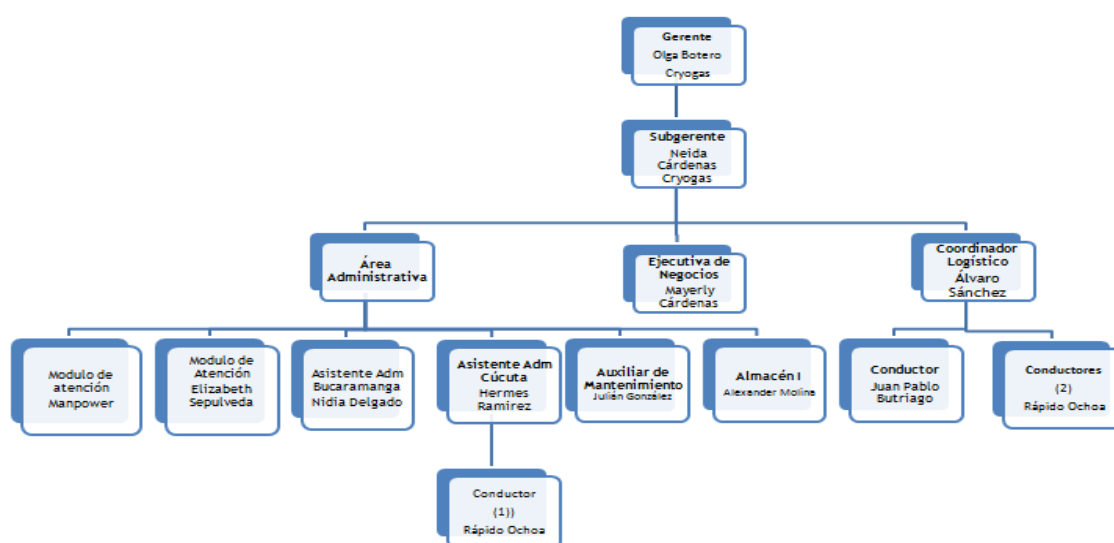 Gerente
Olga Botero
Cryogas
Subgerente
Neida
Cárdenas
Cryogas
Área
Administrativa
Ejecutiva de
Negocios
Mayerly
Cárdenas
Coordinador
Logístico
Álvaro
Sánchez
Modulo de
atención
Manpower
Modulo de
Atención
Elizabeth
Sepulveda
Asistente Adm
Bucaramanga
Nidia Delgado
Asistente Adm
Cúcuta
Hermes
Ramirez
Auxiliar de
Mantenimiento
Julián González
Almacén I
Alexander Molina
Conductor
Juan Pablo
Butriago
Conductores
(2)
Rápido Ochoa
Conductor
(1))
Rápido Ochoa